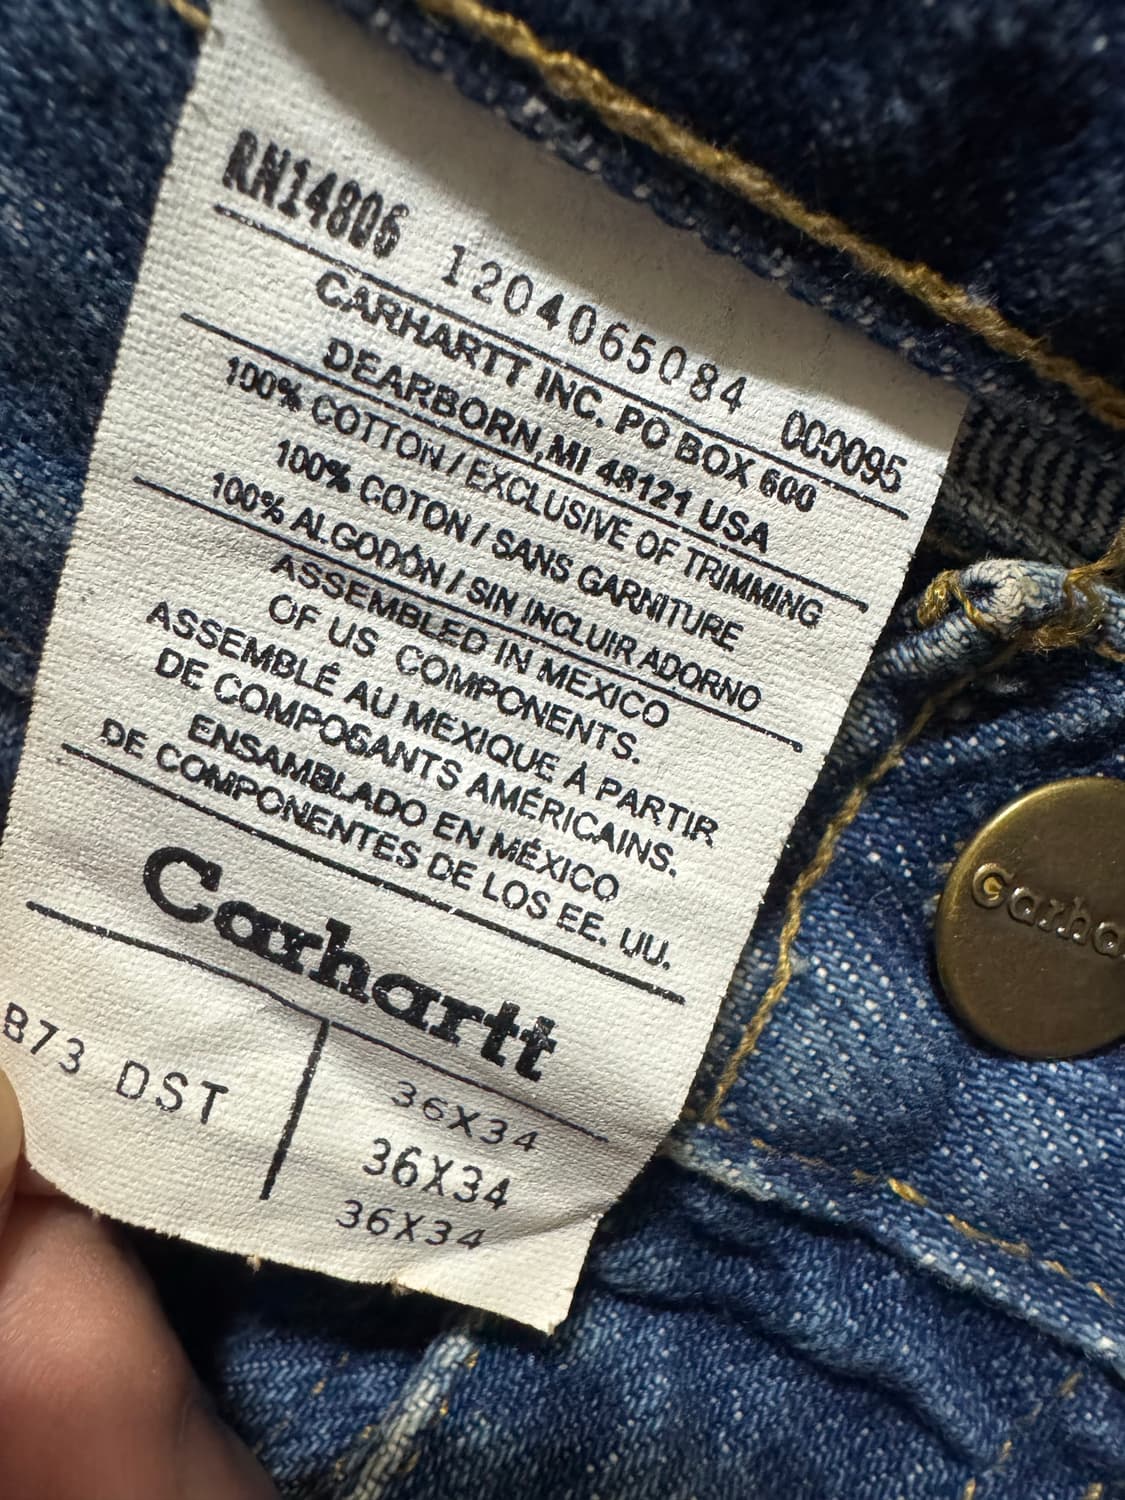 RN14806 1204065084 000095
CARHARTT INC. PO BOX 600
DEARBORN, MI 48121 USA
100% COTTON / EXCLUSIVE OF TRIMMING
100% COTON / SANS GARNITURE
100% ALGODÓN / SIN INCLUIR ADORNO
ASSEMBLED IN MEXICO
OF US COMPONENTS.
ASSEMBLÉ AU MEXIQUE À PARTIR
DE COMPOSANTS AMÉRICAINS.
ENSAMBLADO EN MÉXICO
DE COMPONENTES DE LOS EE. UU.
Carhartt
B73 DST
36X34
36X34
36X34
Carha